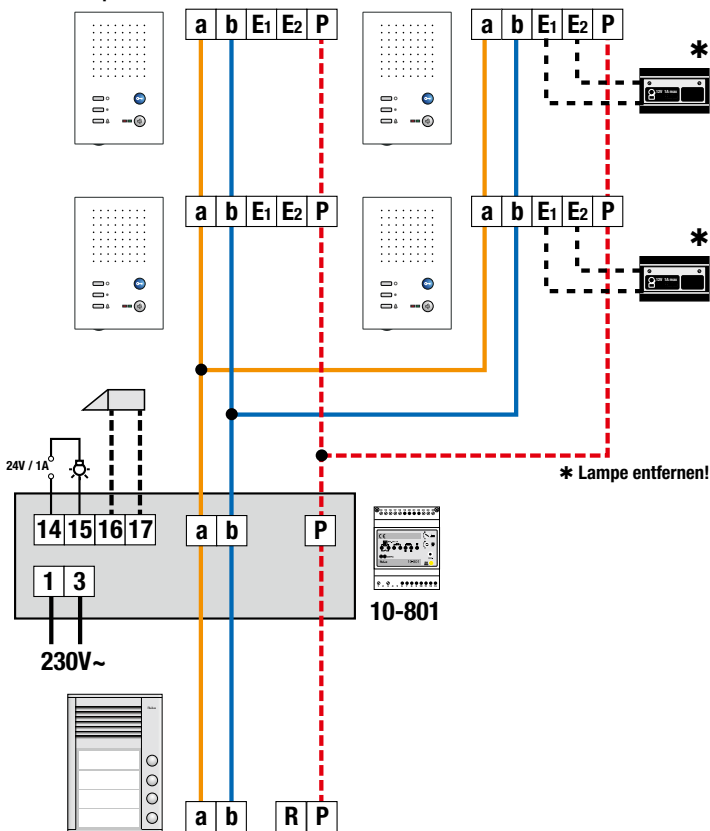 a b E1 E2 P
a b E1 E2 P
*
a b E1 E2 P
a b E1 E2 P
*
24V / 1A
* Lampe entfernen!
14 15 16 17
a b
P
1 3
10-801
230V~
a b
R P